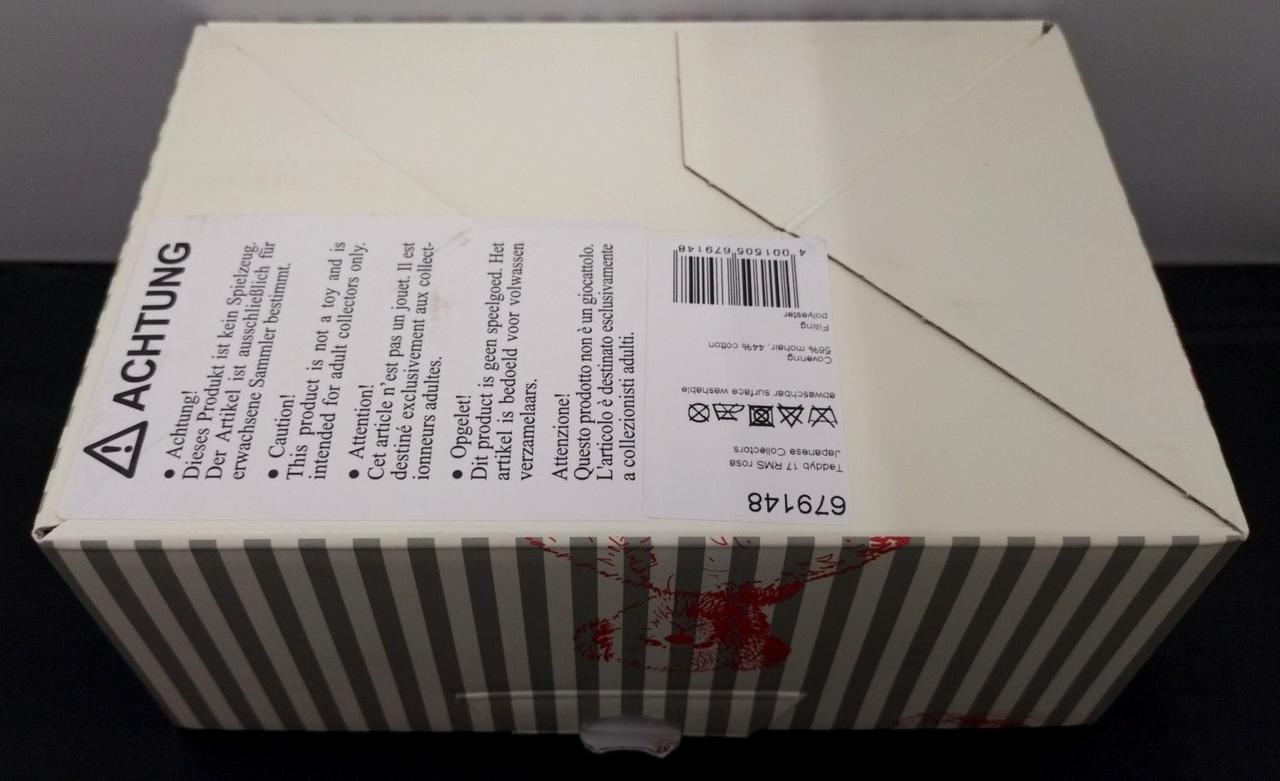 ACHTUNG
• Achtung!
Dieses Produkt ist kein Spielzeug.
Der Artikel ist ausschließlich für
erwachsene Sammler bestimmt.
• Caution!
This product is not a toy and is
intended for adult collectors only.
• Attention!
Cet article n'est pas un jouet. Il est
destiné exclusivement aux collect-
ionneurs adultes.
• Opgelet!
Dit product is geen speelgoed. Het
artikel is bedoeld voor volwassen
verzamelaars.
Attenzione!
Questo prodotto non è un giocattolo.
L'articolo è destinato esclusivamente
a collezionisti adulti.
679148
Teddyb 17 RMS rosa
Japanese Collectors
abwaschbar surface washable
Covering
56% mohair, 44% cotton
Filling
polyester
4 001505 679148